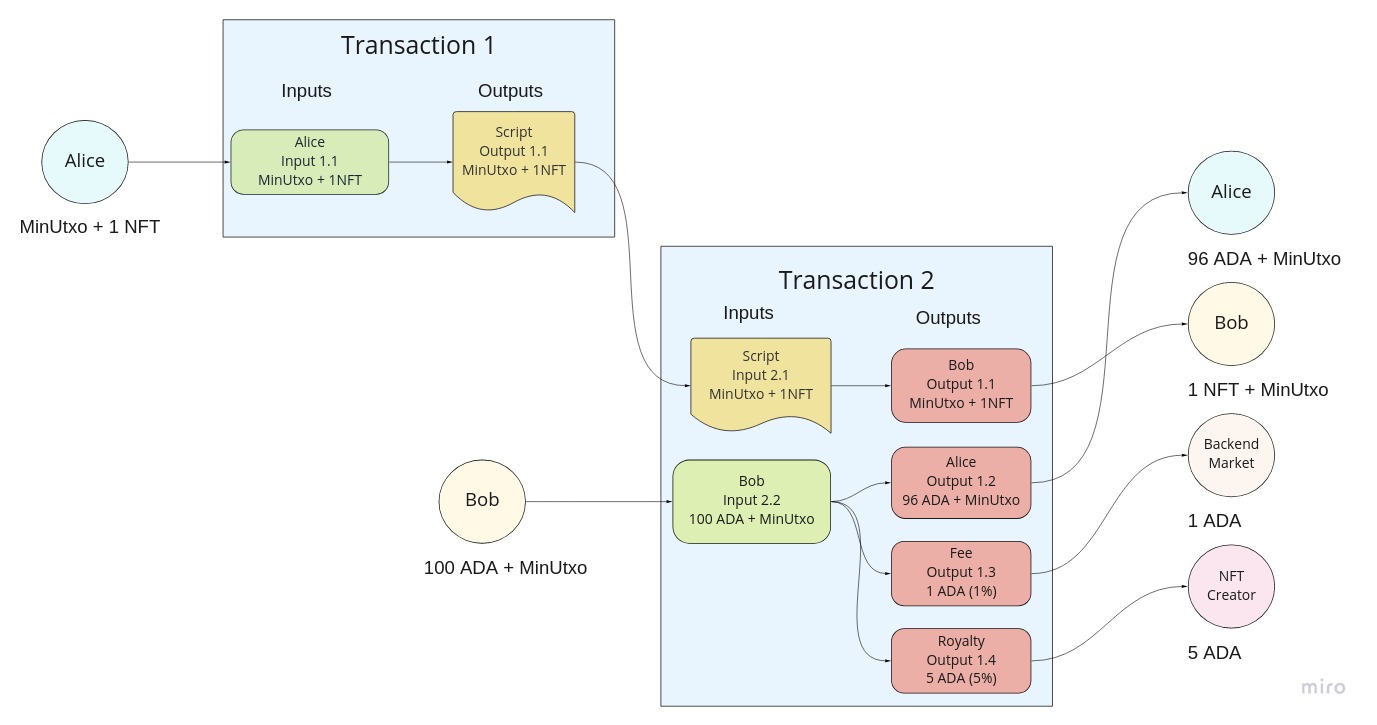 Transaction 1
Inputs
Outputs
Alice
MinUtxo + 1 NFT
Alice
Input 1.1
MinUtxo + 1NFT
Script
Output 1.1
MinUtxo + 1NFT
Transaction 2
Inputs
Outputs
Script
Input 2.1
MinUtxo + 1NFT
Bob
100 ADA + MinUtxo
Bob
Input 2.2
100 ADA + MinUtxo
Bob
Output 1.1
MinUtxo + 1NFT
Alice
Output 1.2
96 ADA + MinUtxo
Fee
Output 1.3
1 ADA (1%)
Royalty
Output 1.4
5 ADA (5%)
Alice
96 ADA + MinUtxo
Bob
1 NFT + MinUtxo
Backend
Market
1 ADA
NFT
Creator
5 ADA
miro